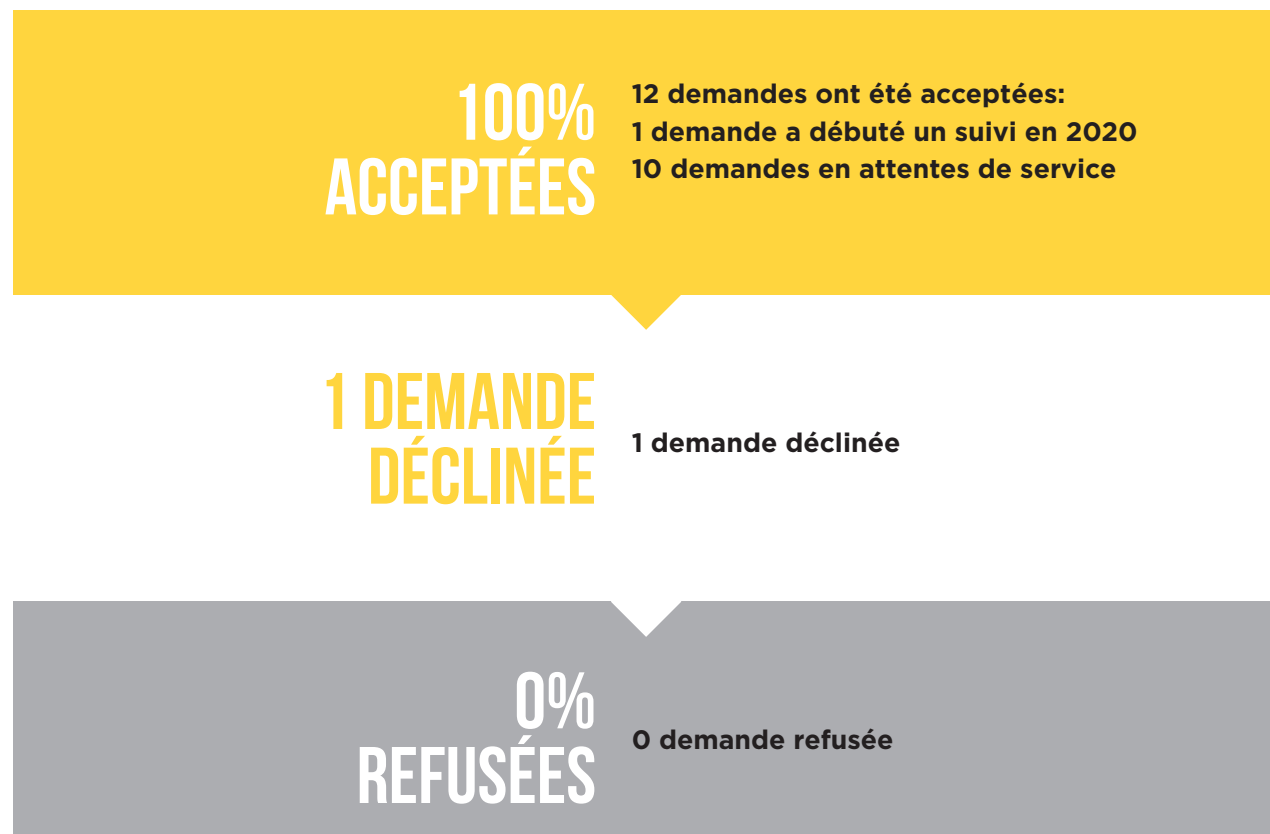 100%
ACCEPTÉES
12 demandes ont été acceptées:
1 demande a débuté un suivi en 2020
10 demandes en attentes de service
1 DEMANDE
DÉCLINÉE
1 demande déclinée
0%
REFUSÉES
0 demande refusée